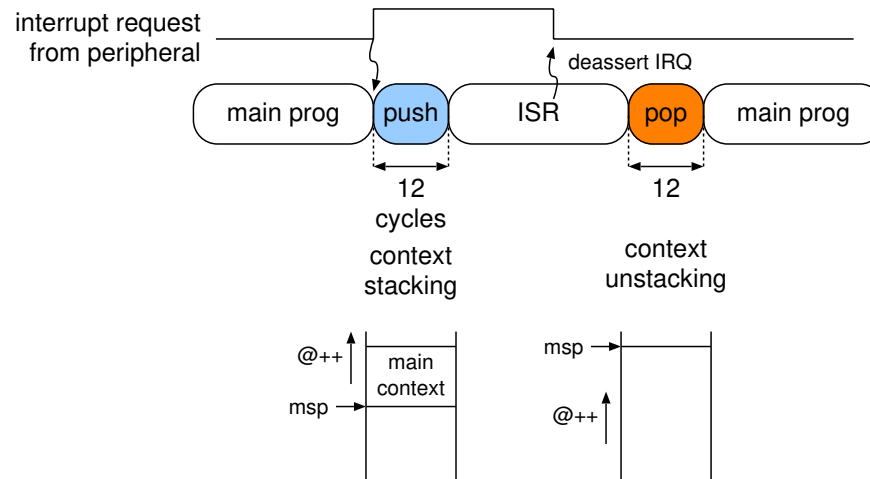 interrupt request
from peripheral
deassert IRQ
main prog
push
ISR
pop
main prog
12
cycles
12
context
stacking
context
unstacking
@++
main
context
msp
msp
@++